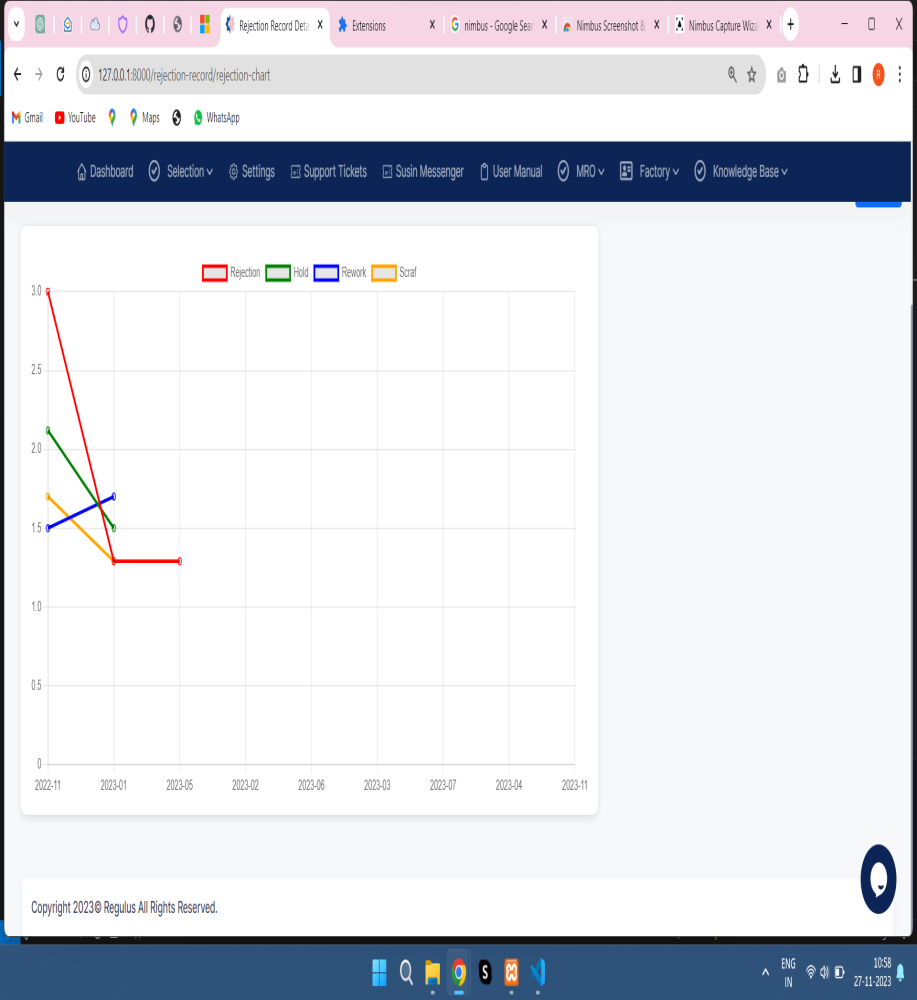 Rejection Record Deta
Extensions
nimbus - Google Sear
Nimbus Screenshot &
Nimbus Capture Wiza
127.0.0.1:8000/rejection-record/rejection-chart
R
Gmail
YouTube
Maps
WhatsApp
Dashboard
Selection
Settings
Support Tickets
Susin Messenger
User Manual
MRO
Factory
Knowledge Base
Rejection
Hold
Rework
Scraf
3.0
2.5
2.0
1.5
1.0
0.5
0
2022-11 2023-01 2023-05 2023-02 2023-06 2023-03 2023-07 2023-04 2023-11
Copyright 2023© Regulus All Rights Reserved.
S
ENG
IN
10:58
27-11-2023